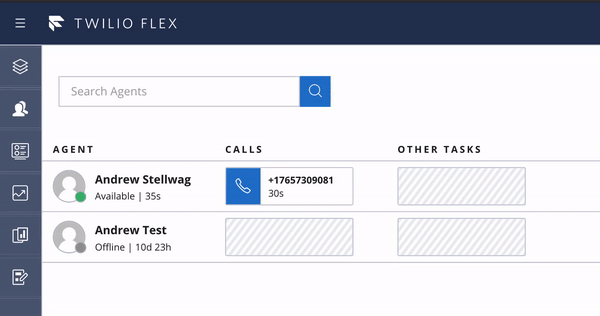 TWILIO FLEX
Search Agents
AGENT CALLS OTHER TASKS
Andrew Stellwag
Available | 35s
+17657309081
30s
Andrew Test
Offline | 10d 23h